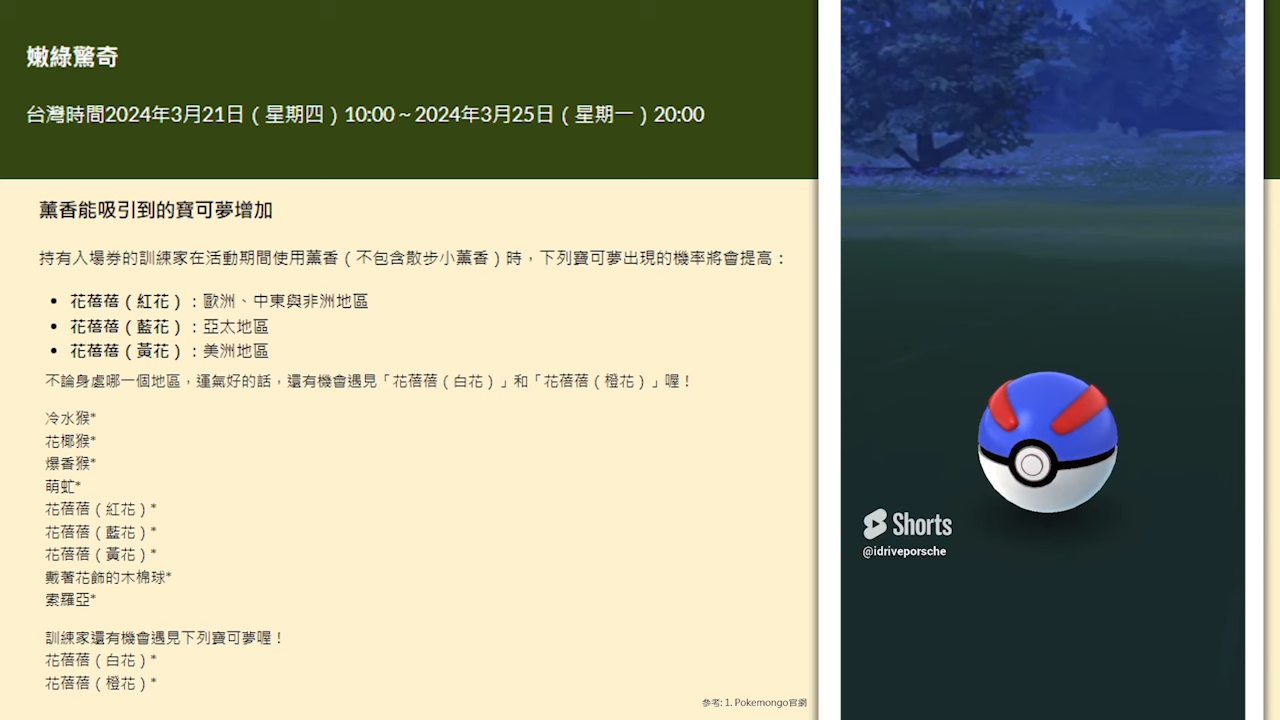 嫩綠驚奇
台灣時間2024年3月21日(星期四)10:00~2024年3月25日(星期一)20:00
薰香能吸引到的寶可夢增加
持有入場券的訓練家在活動期間使用薰香(不包含散步小薰香)時,下列寶可夢出現的機率將會提高:
• 花蓓蓓(紅花):歐洲、中東與非洲地區
• 花蓓蓓(藍花):亞太地區
• 花蓓蓓(黃花):美洲地區
不論身處哪一個地區,運氣好的話,還有機會遇見「花蓓蓓(白花)」和「花蓓蓓(橙花)」喔!
冷水猴*
花椰猴*
爆香猴*
萌虻*
花蓓蓓(紅花)*
花蓓蓓(藍花)*
花蓓蓓(黃花)*
戴著花飾的木棉球*
索羅亞*
訓練家還有機會遇見下列寶可夢喔!
花蓓蓓(白花)*
花蓓蓓(橙花)*
參考: 1. Pokemongo官網
Shorts
@idriveporsche